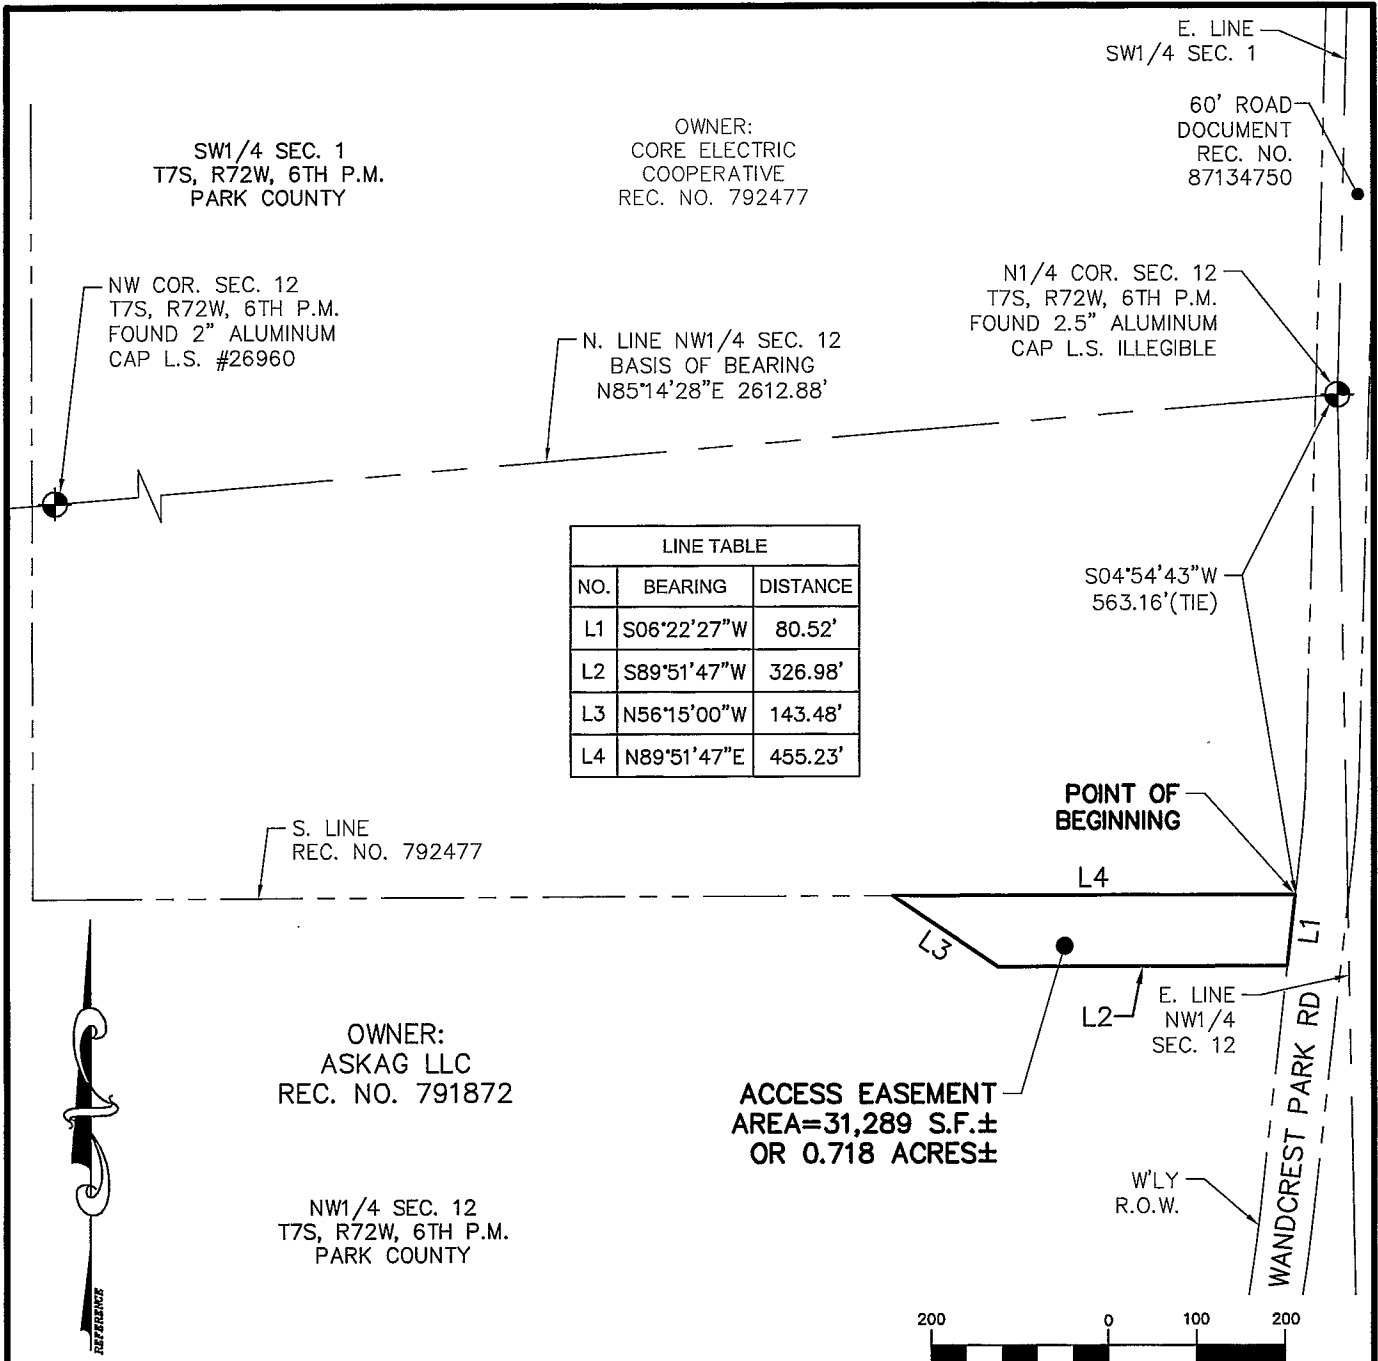 E. LINE
SW1/4 SEC. 1
60' ROAD
DOCUMENT
REC. NO.
87134750
OWNER:
CORE ELECTRIC
COOPERATIVE
REC. NO. 792477
SW1/4 SEC. 1
T7S, R72W, 6TH P.M.
PARK COUNTY
NW COR. SEC. 12
T7S, R72W, 6TH P.M.
FOUND 2" ALUMINUM
CAP L.S. #26960
N. LINE NW1/4 SEC. 12
BASIS OF BEARING
N85°14'28"E 2612.88'
N1/4 COR. SEC. 12
T7S, R72W, 6TH P.M.
FOUND 2.5" ALUMINUM
CAP L.S. ILLEGIBLE
LINE TABLE
NO. BEARING DISTANCE
L1 S06°22'27"W 80.52'
L2 S89°51'47"W 326.98'
L3 N56°15'00"W 143.48'
L4 N89°51'47"E 455.23'
S04°54'43"W
563.16'(TIE)
POINT OF
BEGINNING
S. LINE
REC. NO. 792477
L4
L3
L1
L2
E. LINE
NW1/4
SEC. 12
OWNER:
ASKAG LLC
REC. NO. 791872
ACCESS EASEMENT
AREA=31,289 S.F.±
OR 0.718 ACRES±
W'LY
R.O.W.
WANDCREST PARK RD
NW1/4 SEC. 12
T7S, R72W, 6TH P.M.
PARK COUNTY
REFERENCE
200 0 100 200